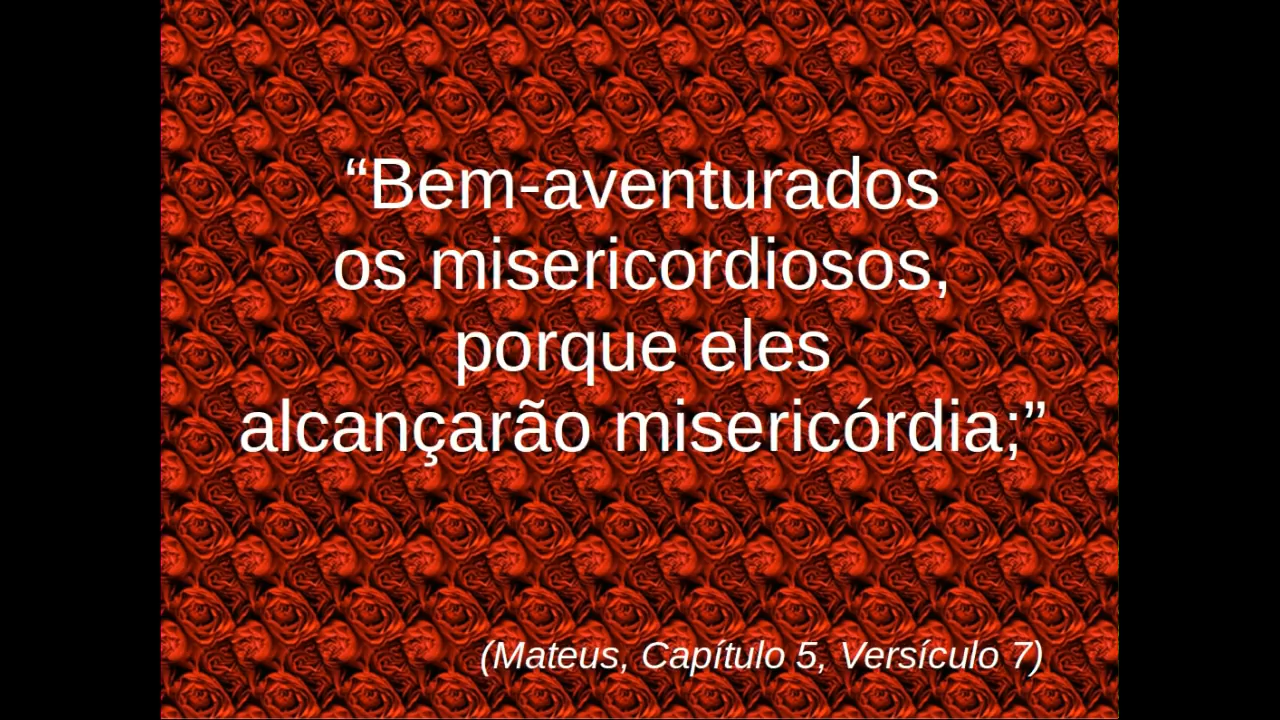 “Bem-aventurados
os misericordiosos,
porque eles
alcançarão misericórdia;”
(Mateus, Capítulo 5, Versículo 7)